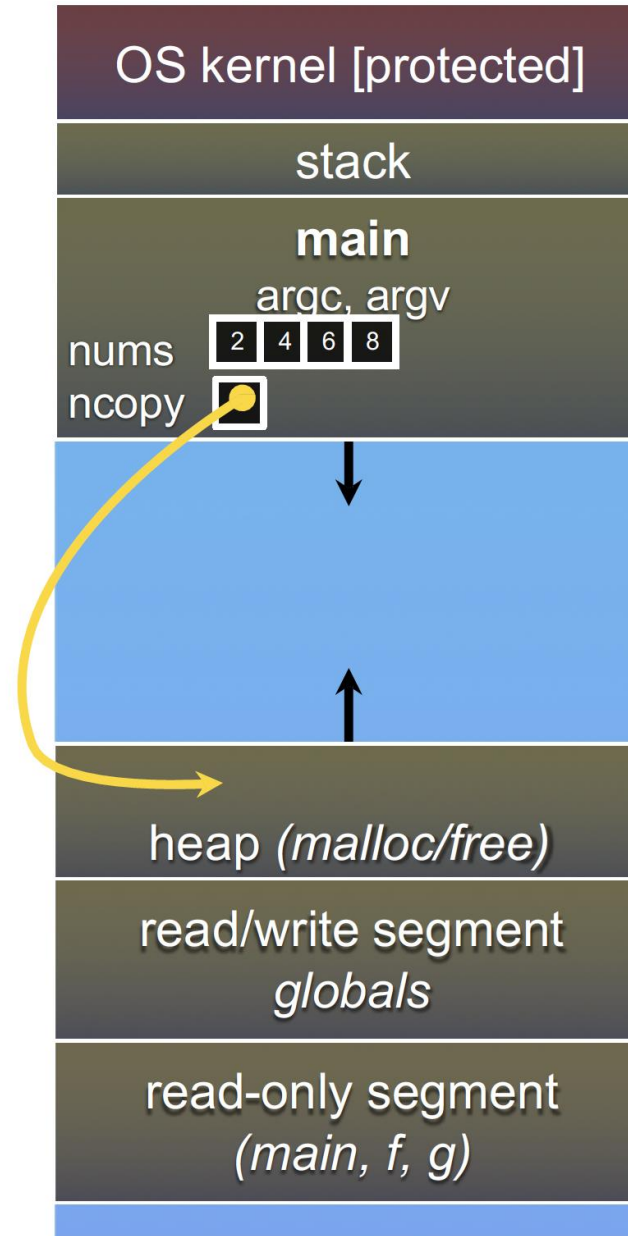 OS kernel [protected]
stack
main
argc, argv
nums 2 4 6 8
ncopy
heap (malloc/free)
read/write segment
globals
read-only segment
(main, f, g)